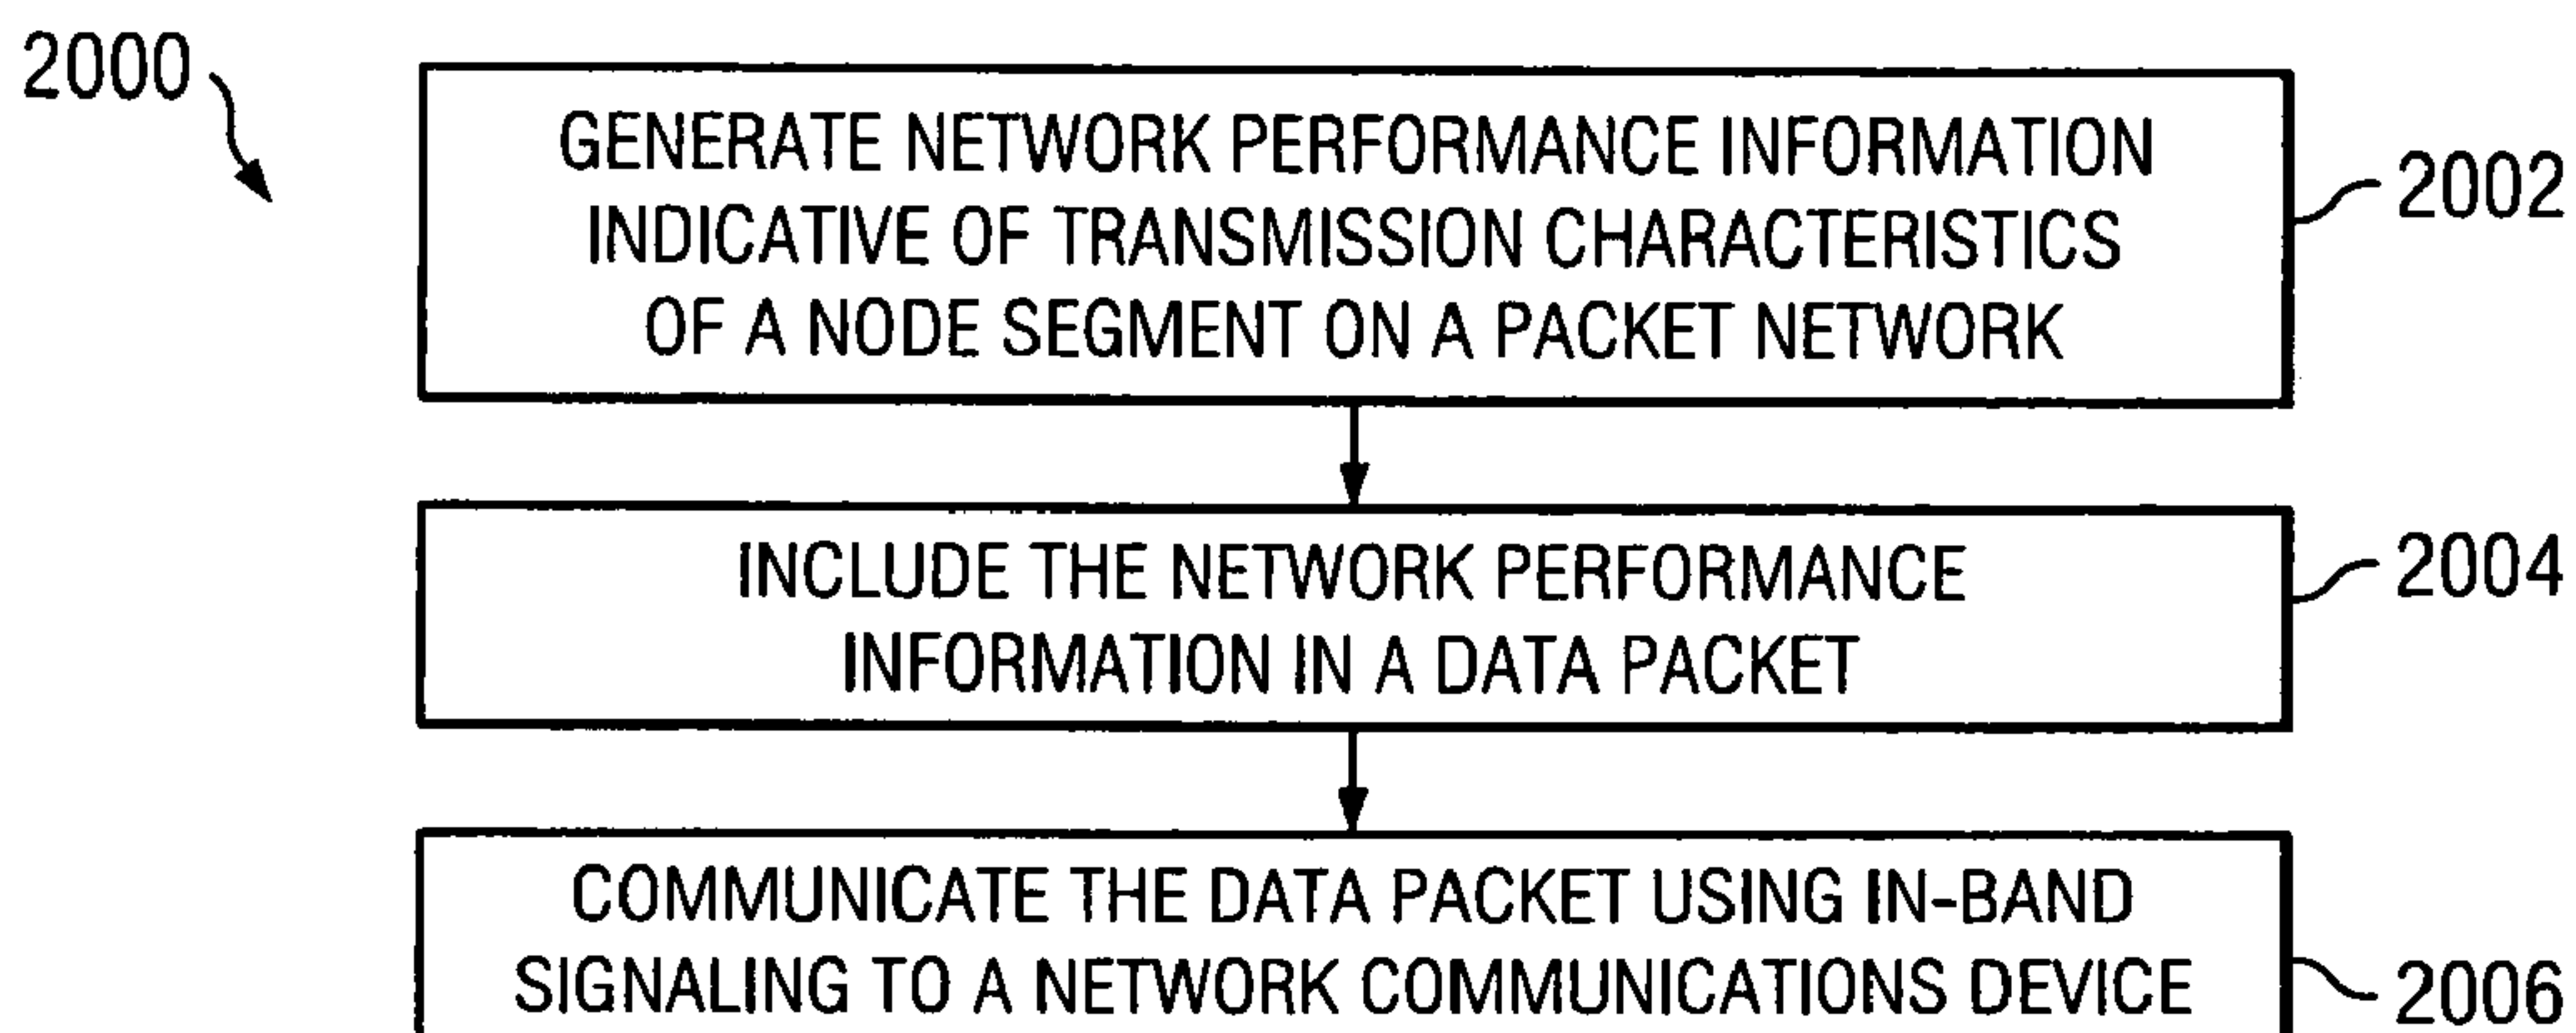 2000
GENERATE NETWORK PERFORMANCE INFORMATION
INDICATIVE OF TRANSMISSION CHARACTERISTICS
OF A NODE SEGMENT ON A PACKET NETWORK
2002
INCLUDE THE NETWORK PERFORMANCE
INFORMATION IN A DATA PACKET
2004
COMMUNICATE THE DATA PACKET USING IN-BAND
SIGNALING TO A NETWORK COMMUNICATIONS DEVICE
2006